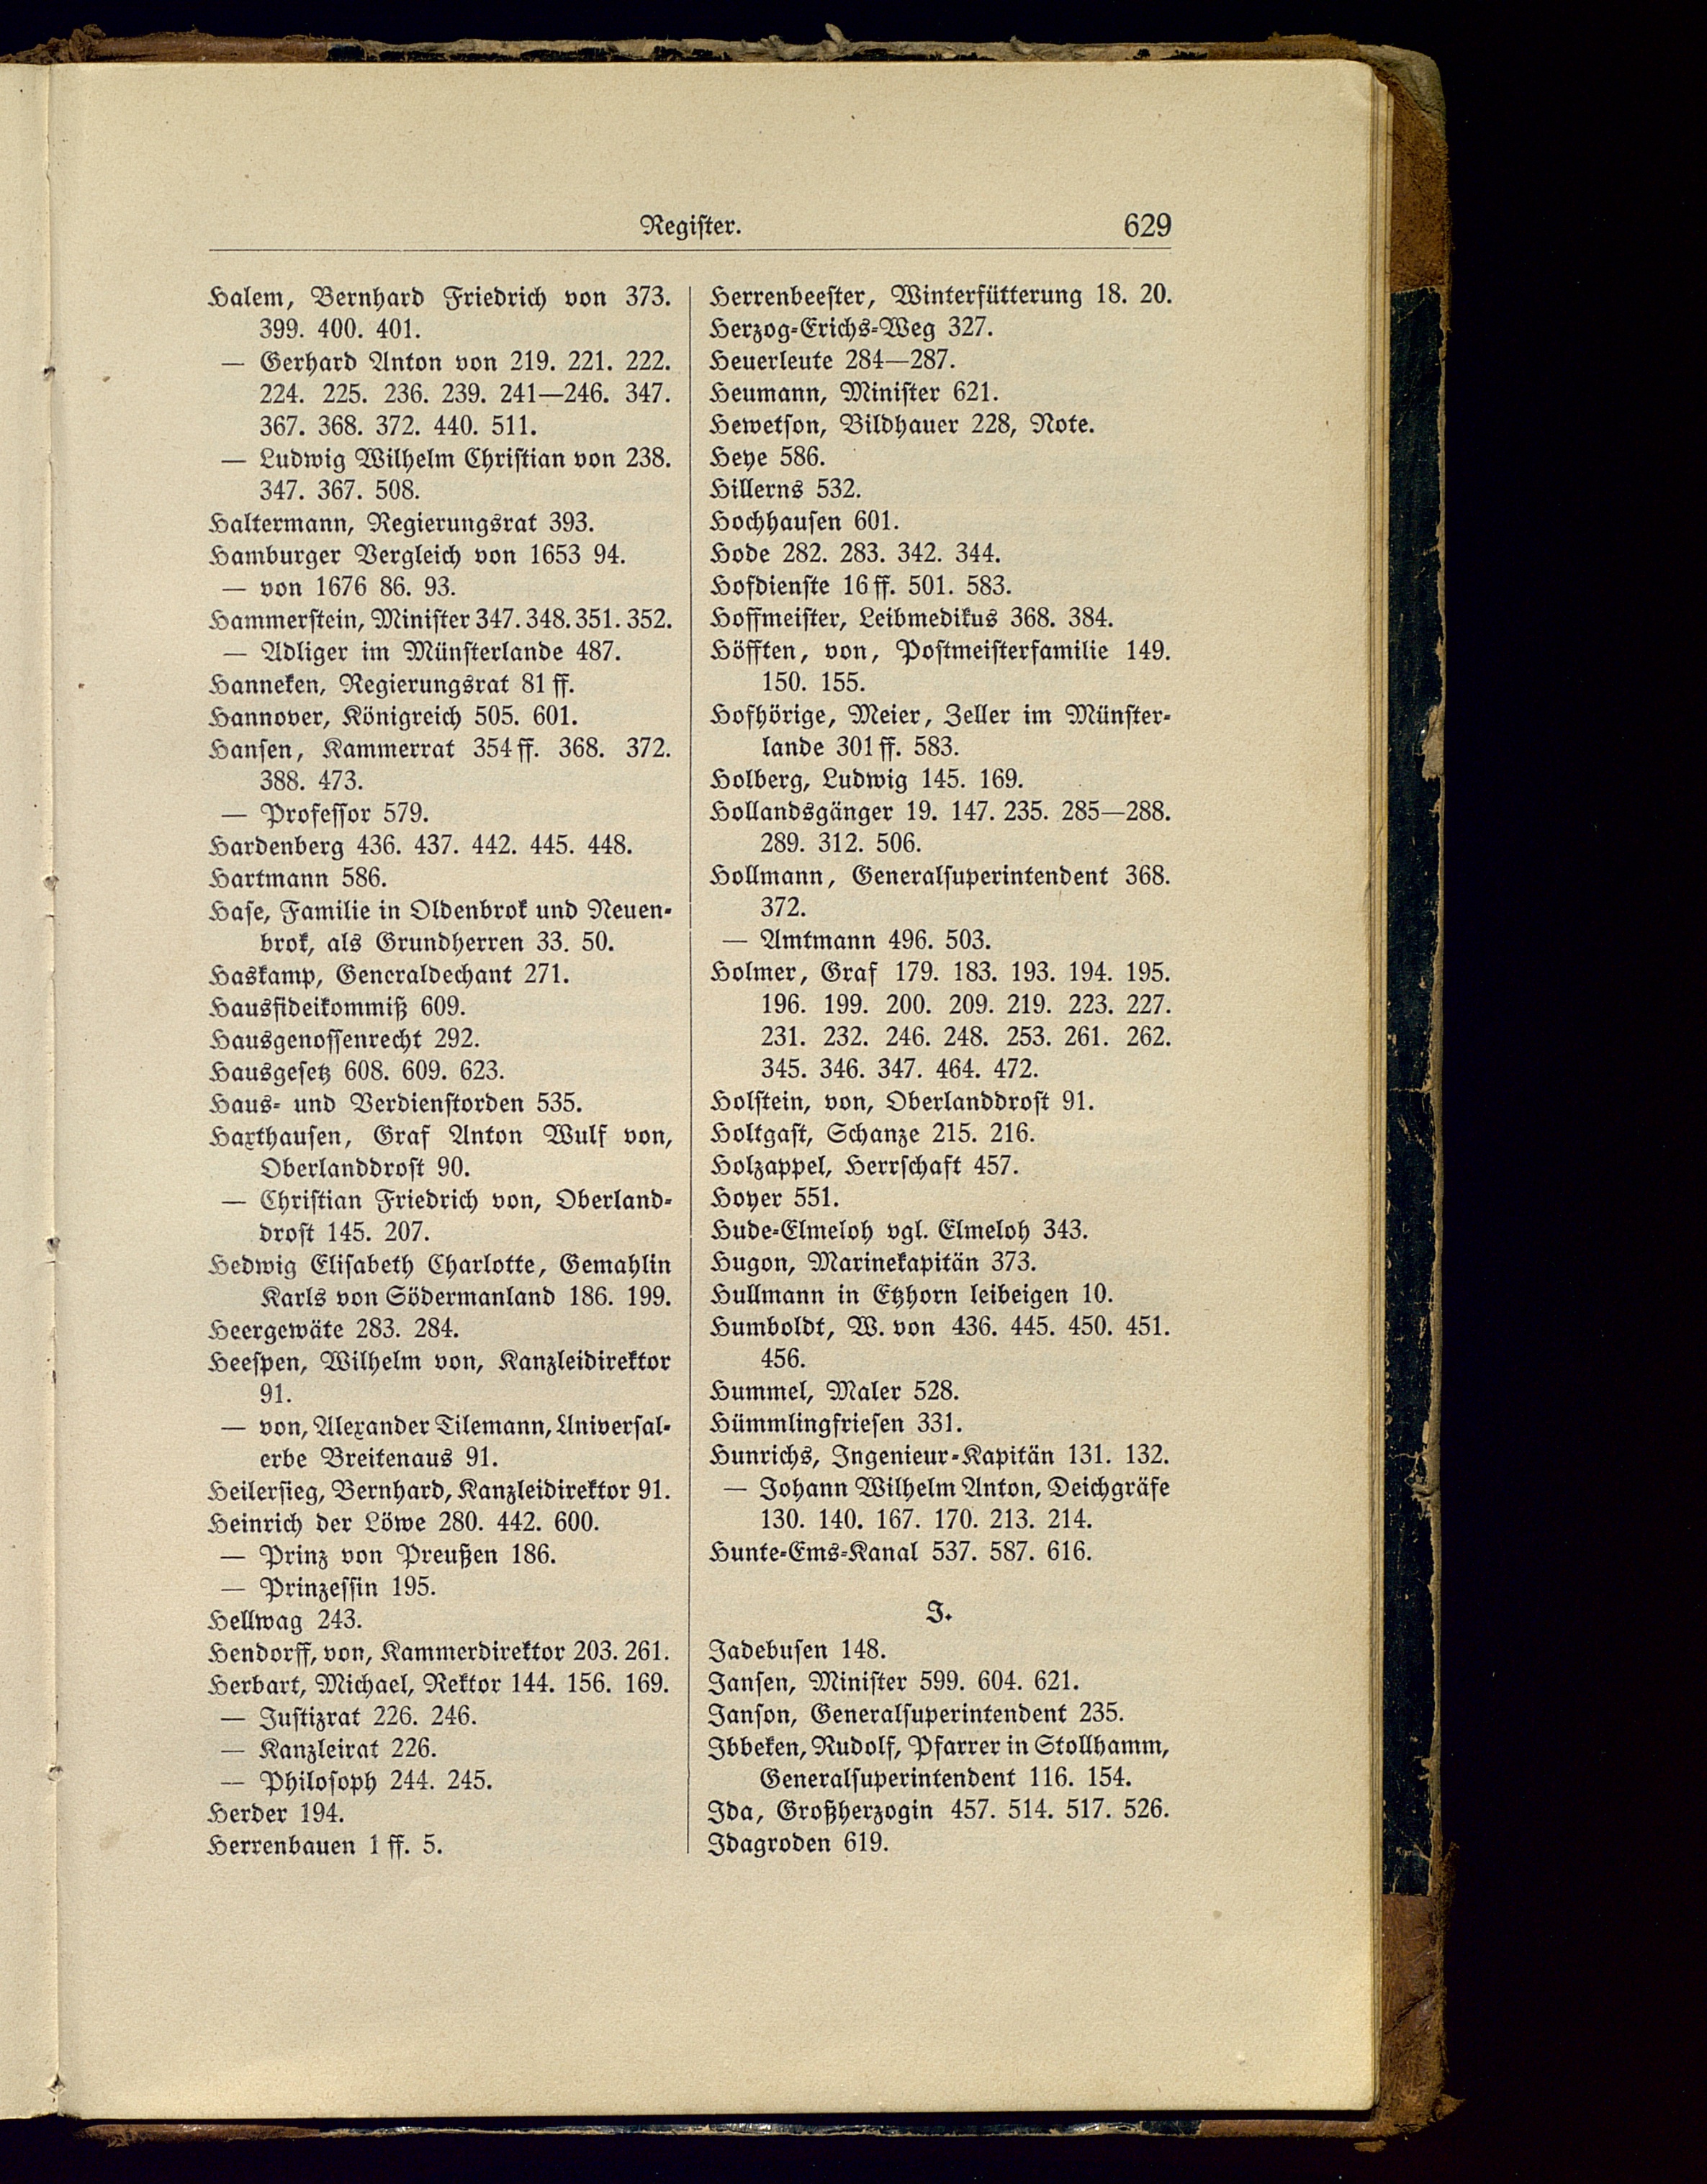 Register. 629
Halem, Bernhard Friedrich von 373.
399. 400. 401.
— Gerhard Anton von 219. 221. 222.
224. 225. 236. 239. 241—246. 347.
367. 368. 372. 440. 511.
— Ludwig Wilhelm Christian von 238.
347. 367. 508.
Haltermann, Regierungsrat 393.
Hamburger Vergleich von 1653 94.
— von 1676 86. 93.
Hammerstein, Minister 347. 348. 351. 352.
— Adliger im Münsterlande 487.
Hanneken, Regierungsrat 81 ff.
Hannover, Königreich 505. 601.
Hansen, Kammerrat 354 ff. 368. 372.
388. 473.
— Professor 579.
Hardenberg 436. 437. 442. 445. 448.
Hartmann 586.
Hase, Familie in Oldenbrok und Neuen-
brok, als Grundherren 33. 50.
Haskamp, Generaldechant 271.
Hausfideikommiß 609.
Hausgenossenrecht 292.
Hausgesetz 608. 609. 623.
Haus- und Verdienstorden 535.
Haxthausen, Graf Anton Wulf von,
Oberlanddrost 90.
— Christian Friedrich von, Oberland-
drost 145. 207.
Hedwig Elisabeth Charlotte, Gemahlin
Karls von Södermanland 186. 199.
Heergewäte 283. 284.
Heespen, Wilhelm von, Kanzleidirektor
91.
— von, Alexander Tilemann, Universal-
erbe Breitenaus 91.
Heilersieg, Bernhard, Kanzleidirektor 91.
Heinrich der Löwe 280. 442. 600.
— Prinz von Preußen 186.
— Prinzessin 195.
Hellwag 243.
Hendorff, von, Kammerdirektor 203. 261.
Herbart, Michael, Rektor 144. 156. 169.
— Justizrat 226. 246.
— Kanzleirat 226.
— Philosoph 244. 245.
Herder 194.
Herrenbauen 1 ff. 5.
Herrenbeester, Winterfütterung 18. 20.
Herzog-Erichs-Weg 327.
Heuerleute 284—287.
Heumann, Minister 621.
Hewetson, Bildhauer 228, Note.
Heye 586.
Hillerns 532.
Hochhausen 601.
Hode 282. 283. 342. 344.
Hofdienste 16 ff. 501. 583.
Hoffmeister, Leibmedikus 368. 384.
Höfften, von, Postmeisterfamilie 149.
150. 155.
Hofhörige, Meier, Zeller im Münster-
lande 301 ff. 583.
Holberg, Ludwig 145. 169.
Hollandsgänger 19. 147. 235. 285—288.
289. 312. 506.
Hollmann, Generalsuperintendent 368.
372.
— Amtmann 496. 503.
Holmer, Graf 179. 183. 193. 194. 195.
196. 199. 200. 209. 219. 223. 227.
231. 232. 246. 248. 253. 261. 262.
345. 346. 347. 464. 472.
Holstein, von, Oberlanddrost 91.
Holtgast, Schanze 215. 216.
Holzappel, Herrschaft 457.
Hoyer 551.
Hude-Elmeloh vgl. Elmeloh 343.
Hugon, Marinekapitän 373.
Hullmann in Etzhorn leibeigen 10.
Humboldt, W. von 436. 445. 450. 451.
456.
Hummel, Maler 528.
Hümmlingfriesen 331.
Hunrichs, Ingenieur-Kapitän 131. 132.
— Johann Wilhelm Anton, Deichgräfe
130. 140. 167. 170. 213. 214.
Hunte-Ems-Kanal 537. 587. 616.
J.
Jadebusen 148.
Jansen, Minister 599. 604. 621.
Janson, Generalsuperintendent 235.
Ibbeken, Rudolf, Pfarrer in Stollhamm,
Generalsuperintendent 116. 154.
Ida, Großherzogin 457. 514. 517. 526.
Idagroden 619.